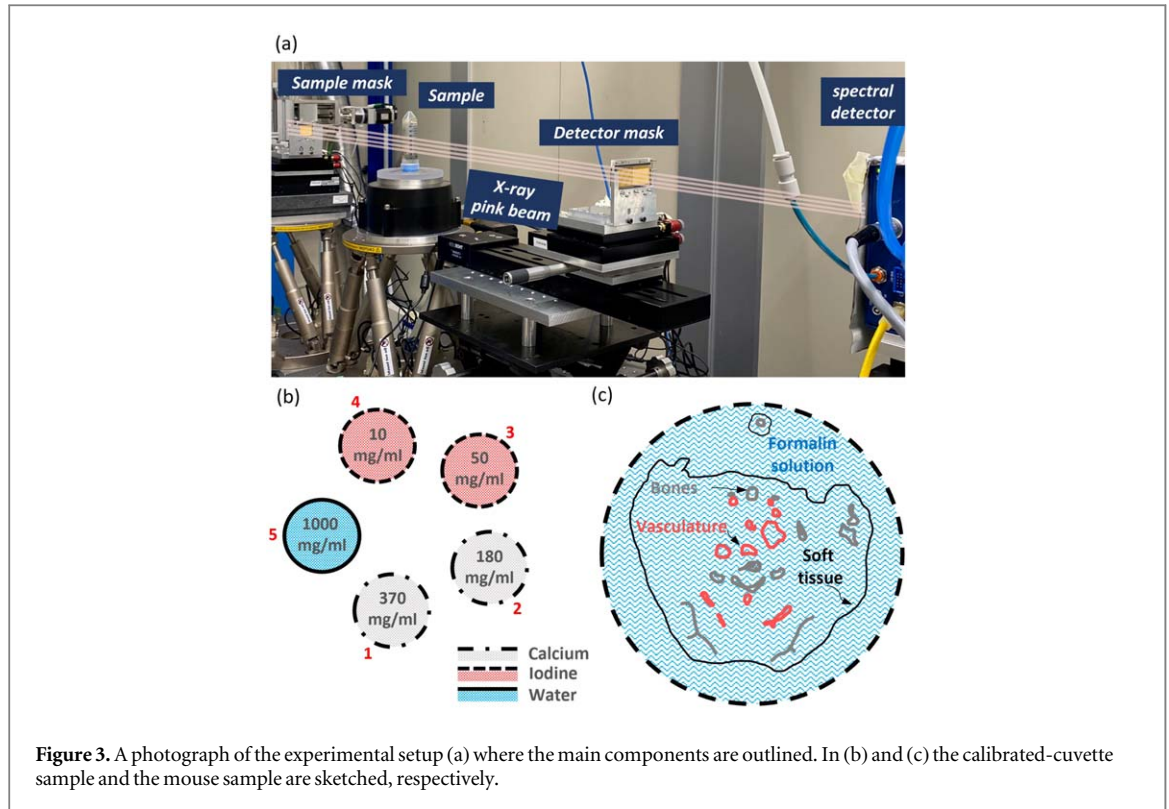 (a)
Sample mask
Sample
spectral
detector
Detector mask
X-ray
pink beam
(b)
(c)
4
10
mg/ml
3
50
mg/ml
5
1000
mg/ml
180
mg/ml
2
370
mg/ml
1
Calcium
Iodine
Water
Formalin
solution
Bones
Vasculature
Soft
tissue
Figure 3. A photograph of the experimental setup (a) where the main components are outlined. In (b) and (c) the calibrated-cuvette
sample and the mouse sample are sketched, respectively.